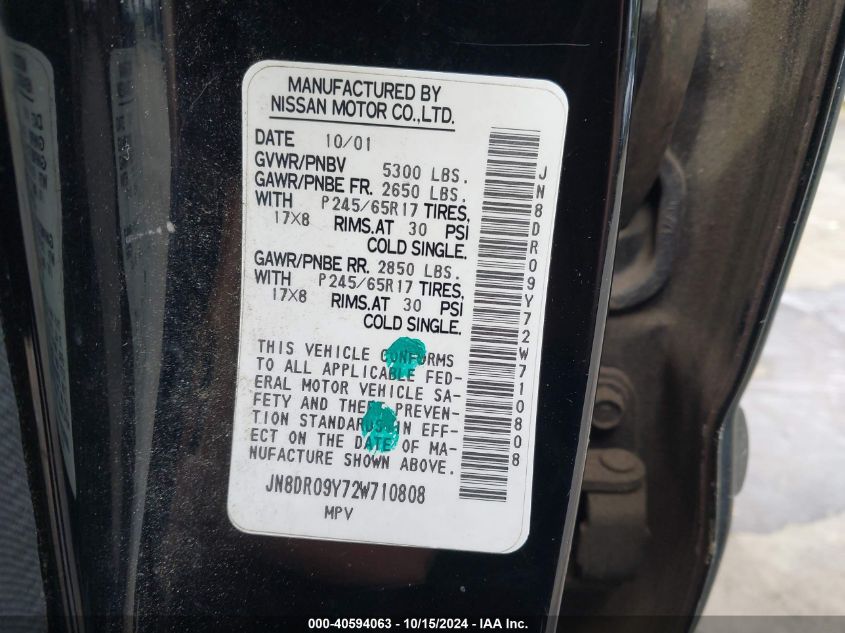 MANUFACTURED BY
NISSAN MOTOR CO.,LTD.
DATE 10/01
GVWR/PNBV 5300 LBS.
GAWR/PNBE FR. 2650 LBS.
WITH P245/65R17 TIRES,
17X8 RIMS,AT 30 PSI
COLD SINGLE.
GAWR/PNBE RR. 2850 LBS.
WITH P245/65R17 TIRES,
17X8 RIMS,AT 30 PSI
COLD SINGLE.
THIS VEHICLE CONFORMS
TO ALL APPLICABLE FED-
ERAL MOTOR VEHICLE SA-
FETY AND THEFT PREVEN-
TION STANDARDS IN EFF-
ECT ON THE DATE OF MA-
NUFACTURE SHOWN ABOVE.
JN8DR09Y72W710808
MPV
JN8DR09Y72W710808
000-40594063 - 10/15/2024 - IAA Inc.